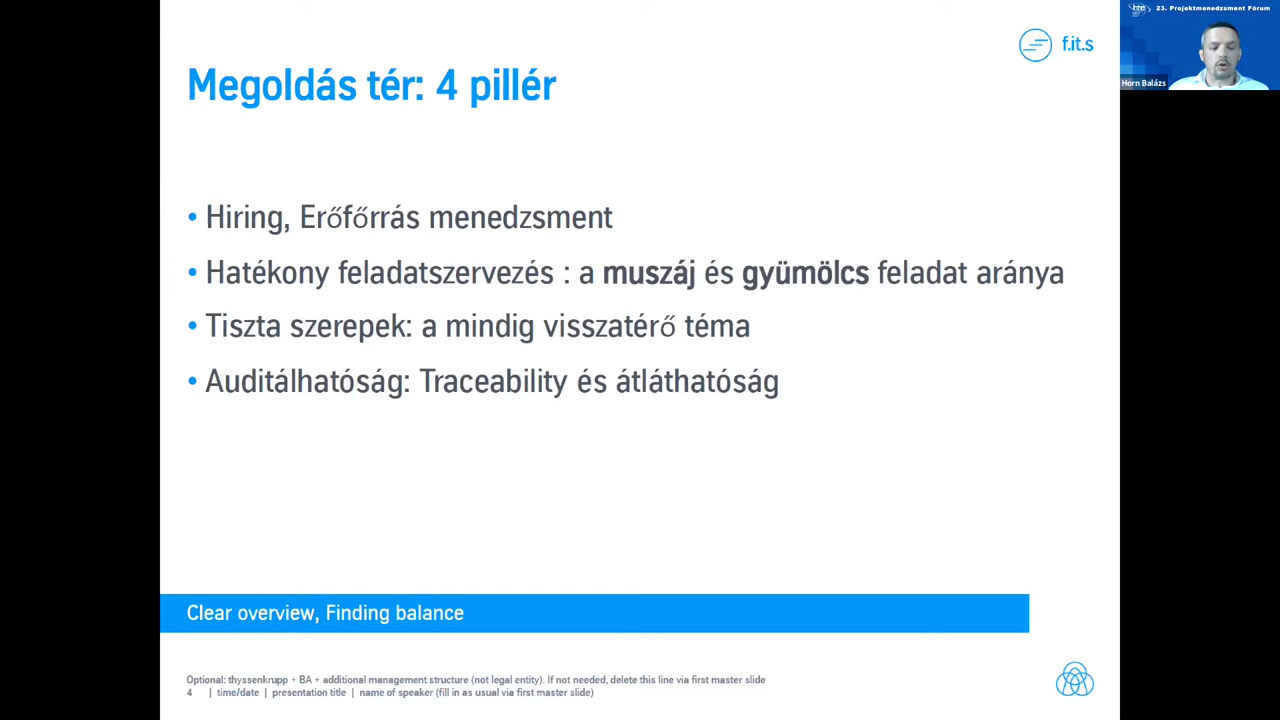 23. Projektmenedzsment Fórum
Horn Balázs
f.it.s
Megoldás tér: 4 pillér
• Hiring, Erőfőrrás menedzsment
• Hatékony feladatszervezés : a muszáj és gyümölcs feladat aránya
• Tiszta szerepek: a mindig visszatérő téma
• Auditálhatóság: Traceability és átláthatóság
Clear overview, Finding balance
Optional: thyssenkrupp + BA + additional management structure (not legal entity). If not needed, delete this line via first master slide
4 | time/date | presentation title | name of speaker (fill in as usual via first master slide)